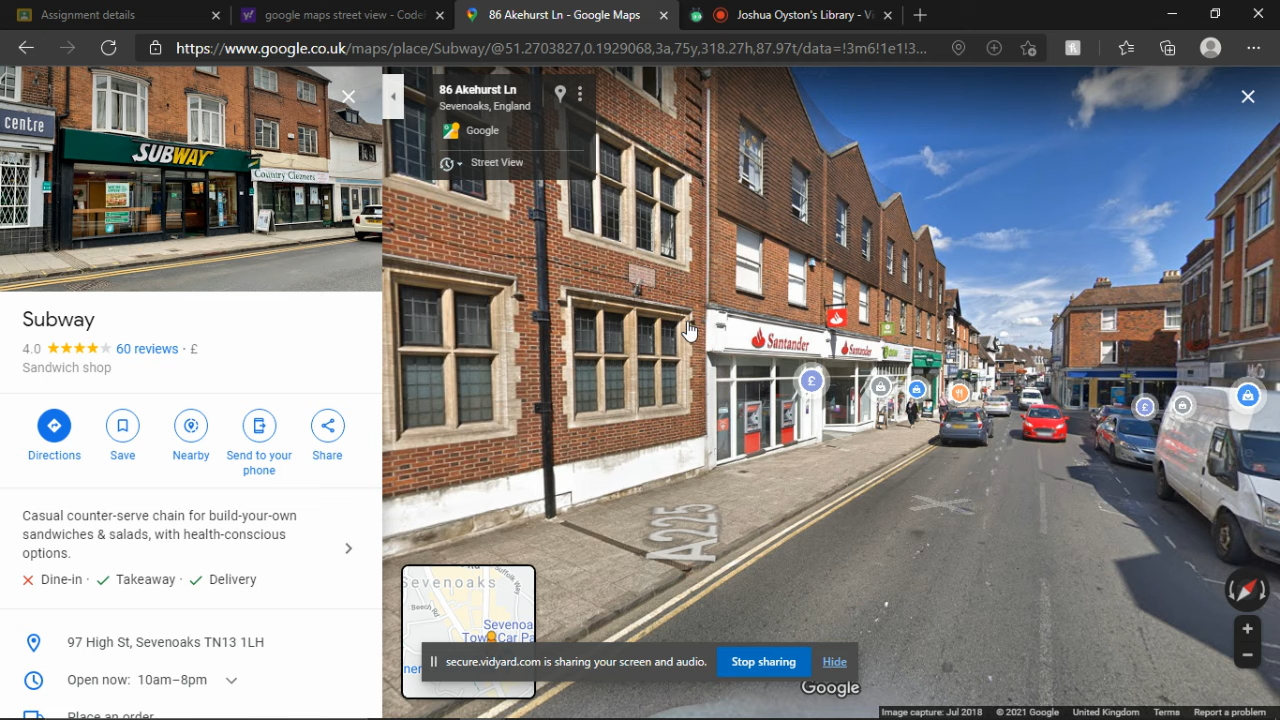 Assignment details
google maps street view - Code
86 Akehurst Ln - Google Maps
Joshua Oyston's Library - Vi
https://www.google.co.uk/maps/place/Subway/@51.2703827,0.1929068,3a,75y,318.27h,87.97t/data=!3m6!1e1!3...
centre
SUBWAY
Country Cleaners
86 Akehurst Ln
Sevenoaks, England
Google
Street View
Santander
Santander
A225
Subway
4.0
60 reviews · £
Sandwich shop
Directions
Save
Nearby
Send to your
phone
Share
Casual counter-serve chain for build-your-own
sandwiches & salads, with health-conscious
options.
Dine-in · Takeaway · Delivery
97 High St, Sevenoaks TN13 1LH
Open now: 10am–8pm
Place an order
Sevenoaks
Suffolk Way
Beech Rd
Sevenoa
Town Car Pa
secure.vidyard.com is sharing your screen and audio.
Stop sharing
Hide
Google
Image capture: Jul 2018 © 2021 Google United Kingdom Terms Report a problem